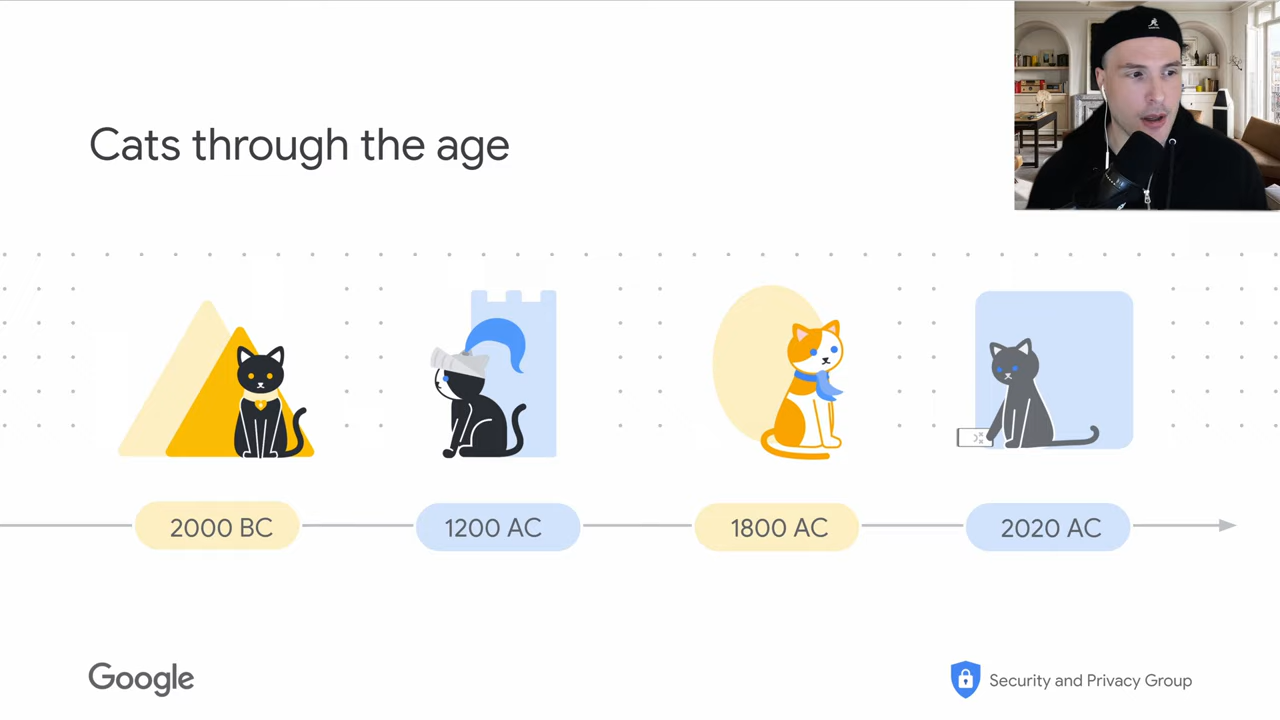 Cats through the age
2000 BC
1200 AC
1800 AC
2020 AC
Google
Security and Privacy Group